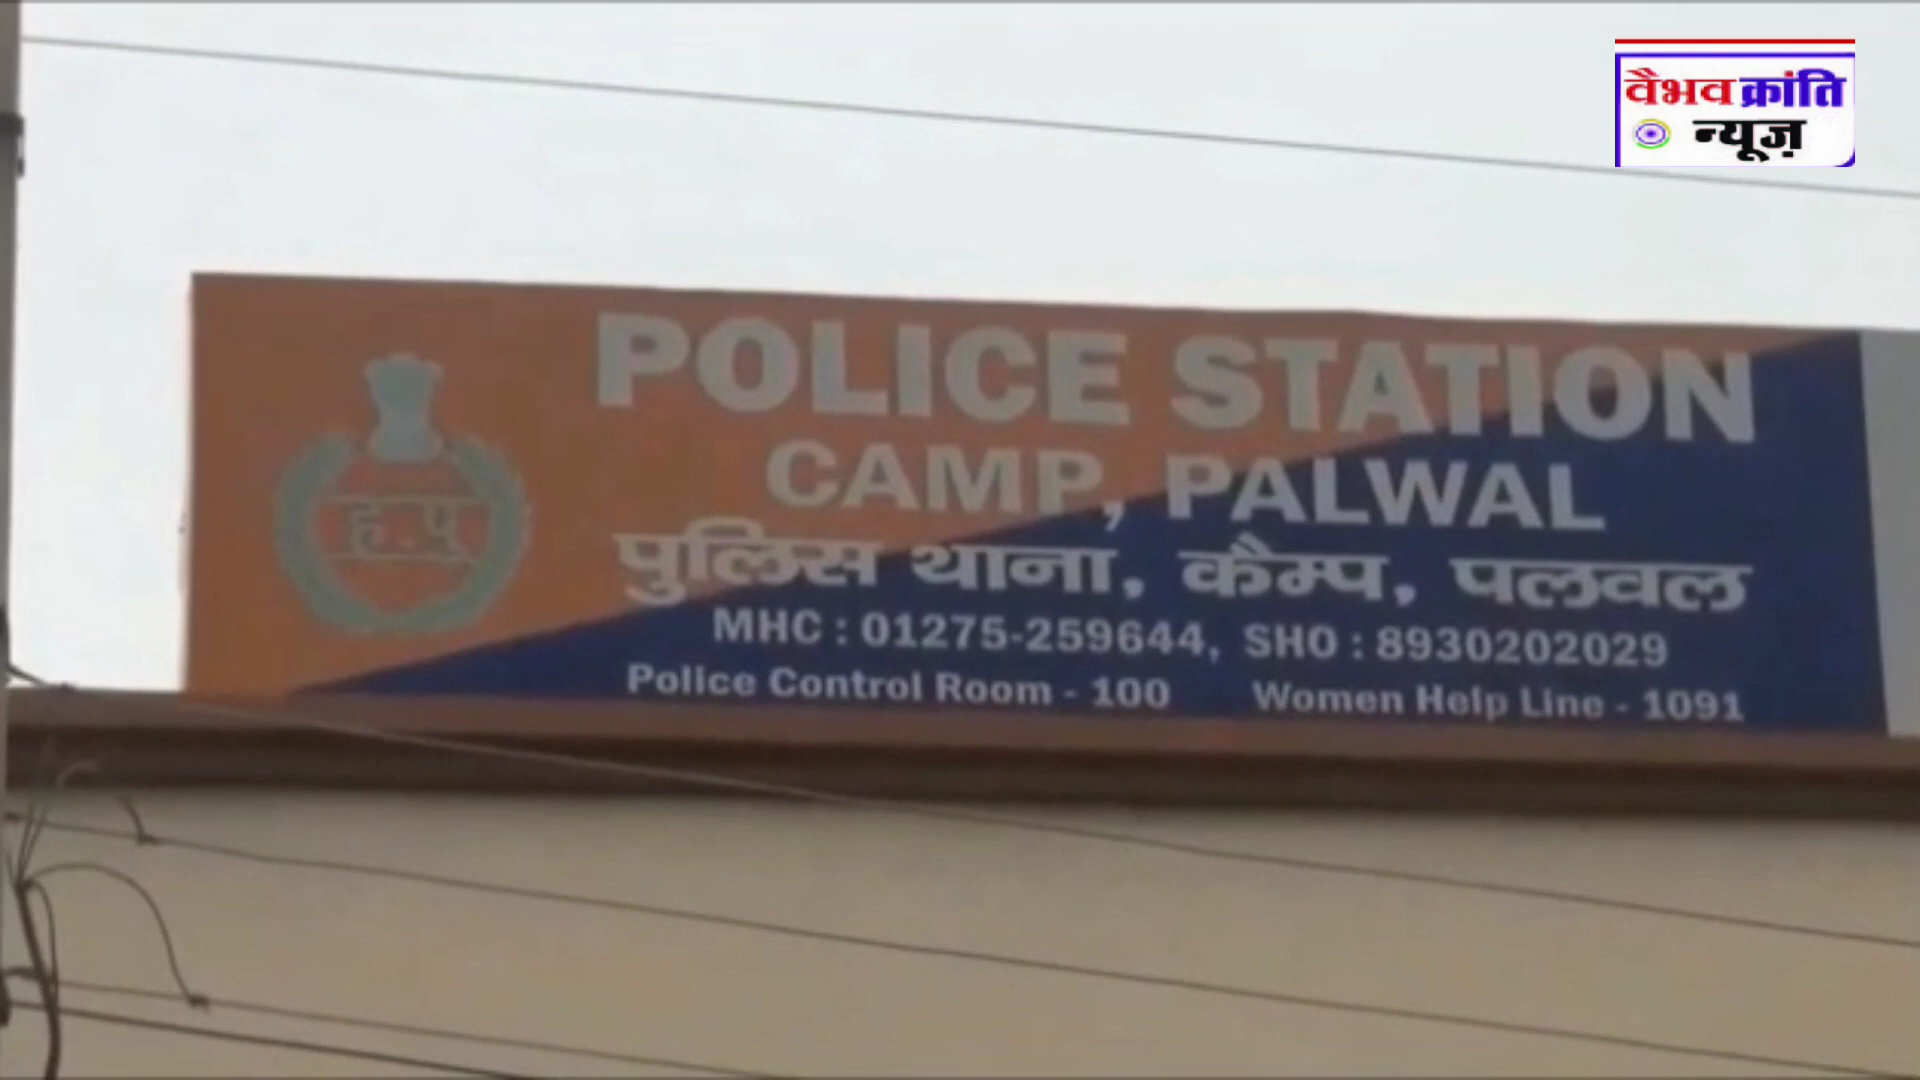 वैभव क्रांति
न्यूज़
POLICE STATION
CAMP, PALWAL
ह.पु
पुलिस थाना, कैम्प, पलवल
MHC : 01275-259644, SHO : 8930202029
Police Control Room - 100 Women Help Line - 1091